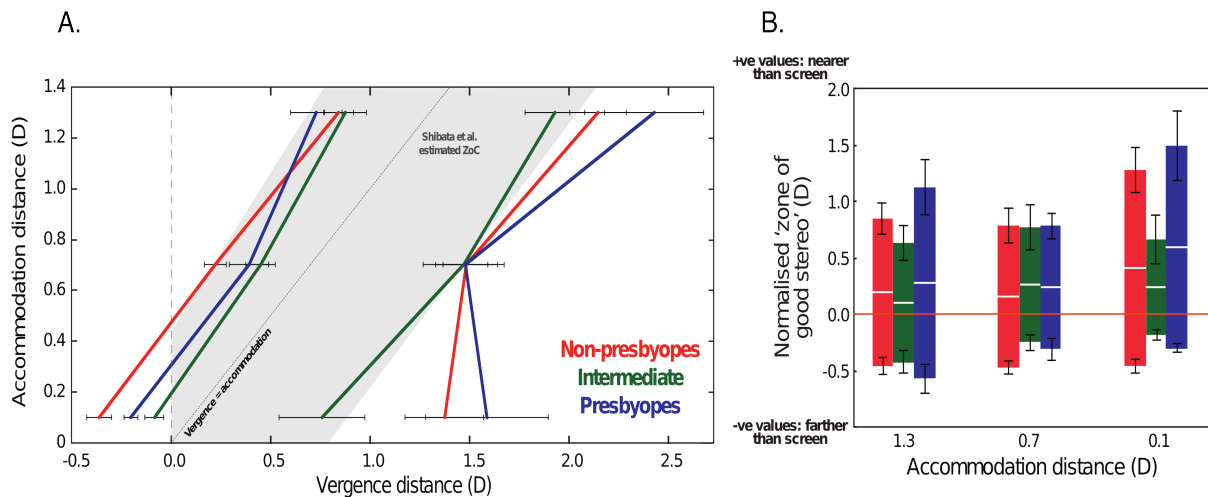 A.
Accommodation distance (D)
1.4
1.2
1.0
0.8
0.6
0.4
0.2
0
Shibata et al.
estimated ZoC
Vergence = accommodation
Non-presbyopes
Intermediate
Presbyopes
-0.5
0.0
0.5
1.0
1.5
2.0
2.5
Vergence distance (D)
B.
+ve values: nearer
than screen
Normalised 'zone of
good stereo' (D)
2.0
1.5
1.0
0.5
0.0
-0.5
-ve values: farther
than screen
1.3
0.7
0.1
Accommodation distance (D)